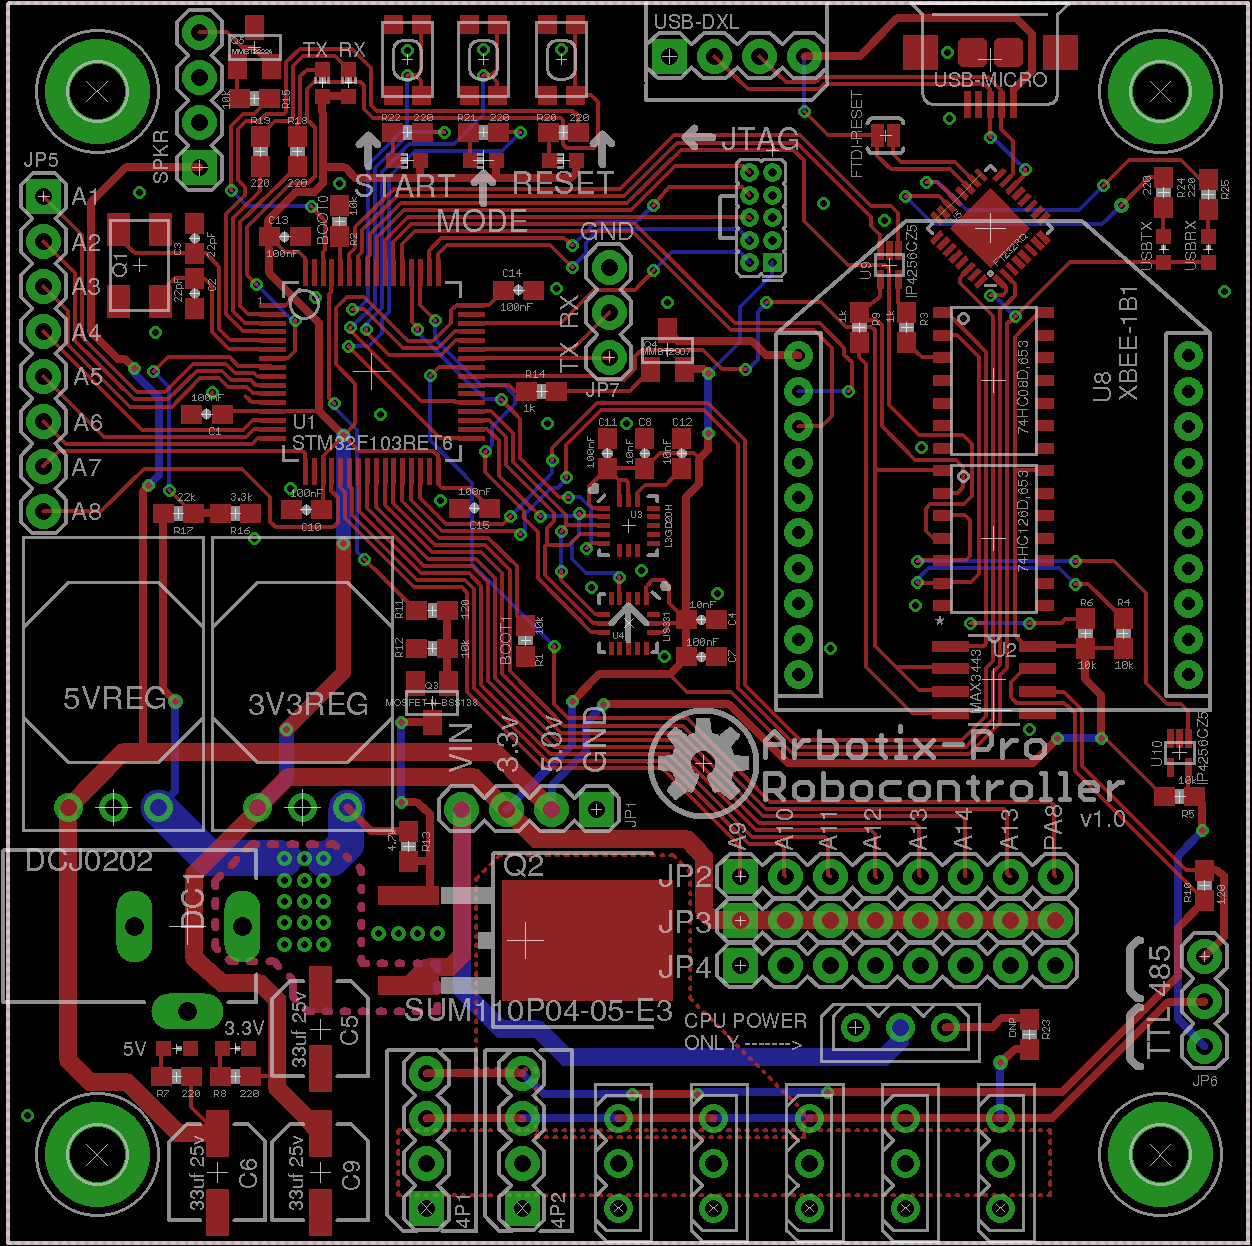 USB-DXL
USB-MICRO
Q5
MMBT2222A
TX RX
10k
R15
R19
R18
220
220
SPKR
R22 220
R21 220
R20 220
START
MODE
RESET
JTAG
FTDI-RESET
220
R24
220
R25
USBTX
USBRX
JP5
A1
A2
A3
A4
A5
A6
A7
A8
Q1
C3
22pF
22pF
C2
C13
100nF
BOOT0
10k
R2
GND
RX
TX
JP7
C14
100nF
U9
IP4256CZ5
U5
FT232RQ
1k
R9
1k
R3
XBEE-1B1
U8
Q4
MMBT2907
R14
1k
1
U1
STM32F103RET6
100nF
C1
C11
100nF
C8
10nF
C12
10nF
74HC08D,653
74HC126D,653
22k
R17
3.3k
R16
100nF
C10
100nF
C15
U3
L3GD20H
U4
LIS331
10nF
C4
100nF
C7
R11
120
R12
10k
BOOT1
10k
R1
Q3
MOSFET-N-BSS138
5VREG
3V3REG
VIN
3.3v
5.0v
GND
JP1
*
MAX3443
U2
R6
10k
R4
10k
U10
IP4256CZ5
10k
R5
Arbotix-Pro
Robocontroller
v1.0
4.7k
R13
DCJ0202
DC1
Q2
SUM110P04-05-E3
A9
A10
A11
A12
A13
A14
A13
PA8
JP2
JP3
JP4
R10
120
485
TTL
JP6
CPU POWER
ONLY ------>
DNP
R23
5V
3.3V
R7 220
R8 220
33uf 25v
C5
33uf 25v
C6
33uf 25v
C9
4P1
4P2